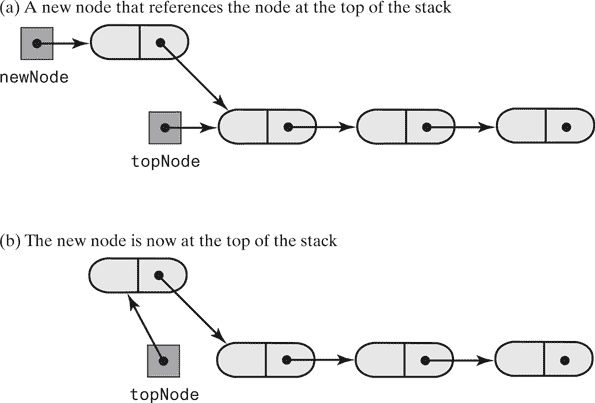 (a) A new node that references the node at the top of the stack
newNode
topNode
(b) The new node is now at the top of the stack
topNode